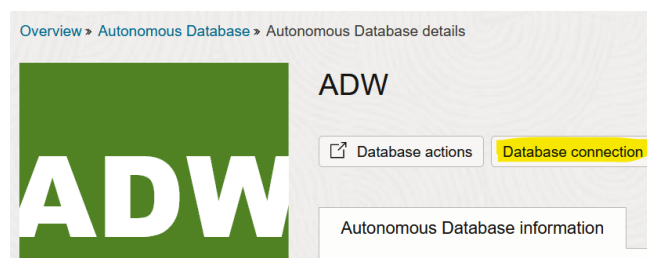 Overview » Autonomous Database » Autonomous Database details
ADW
ADW
Database actions
Database connection
Autonomous Database information